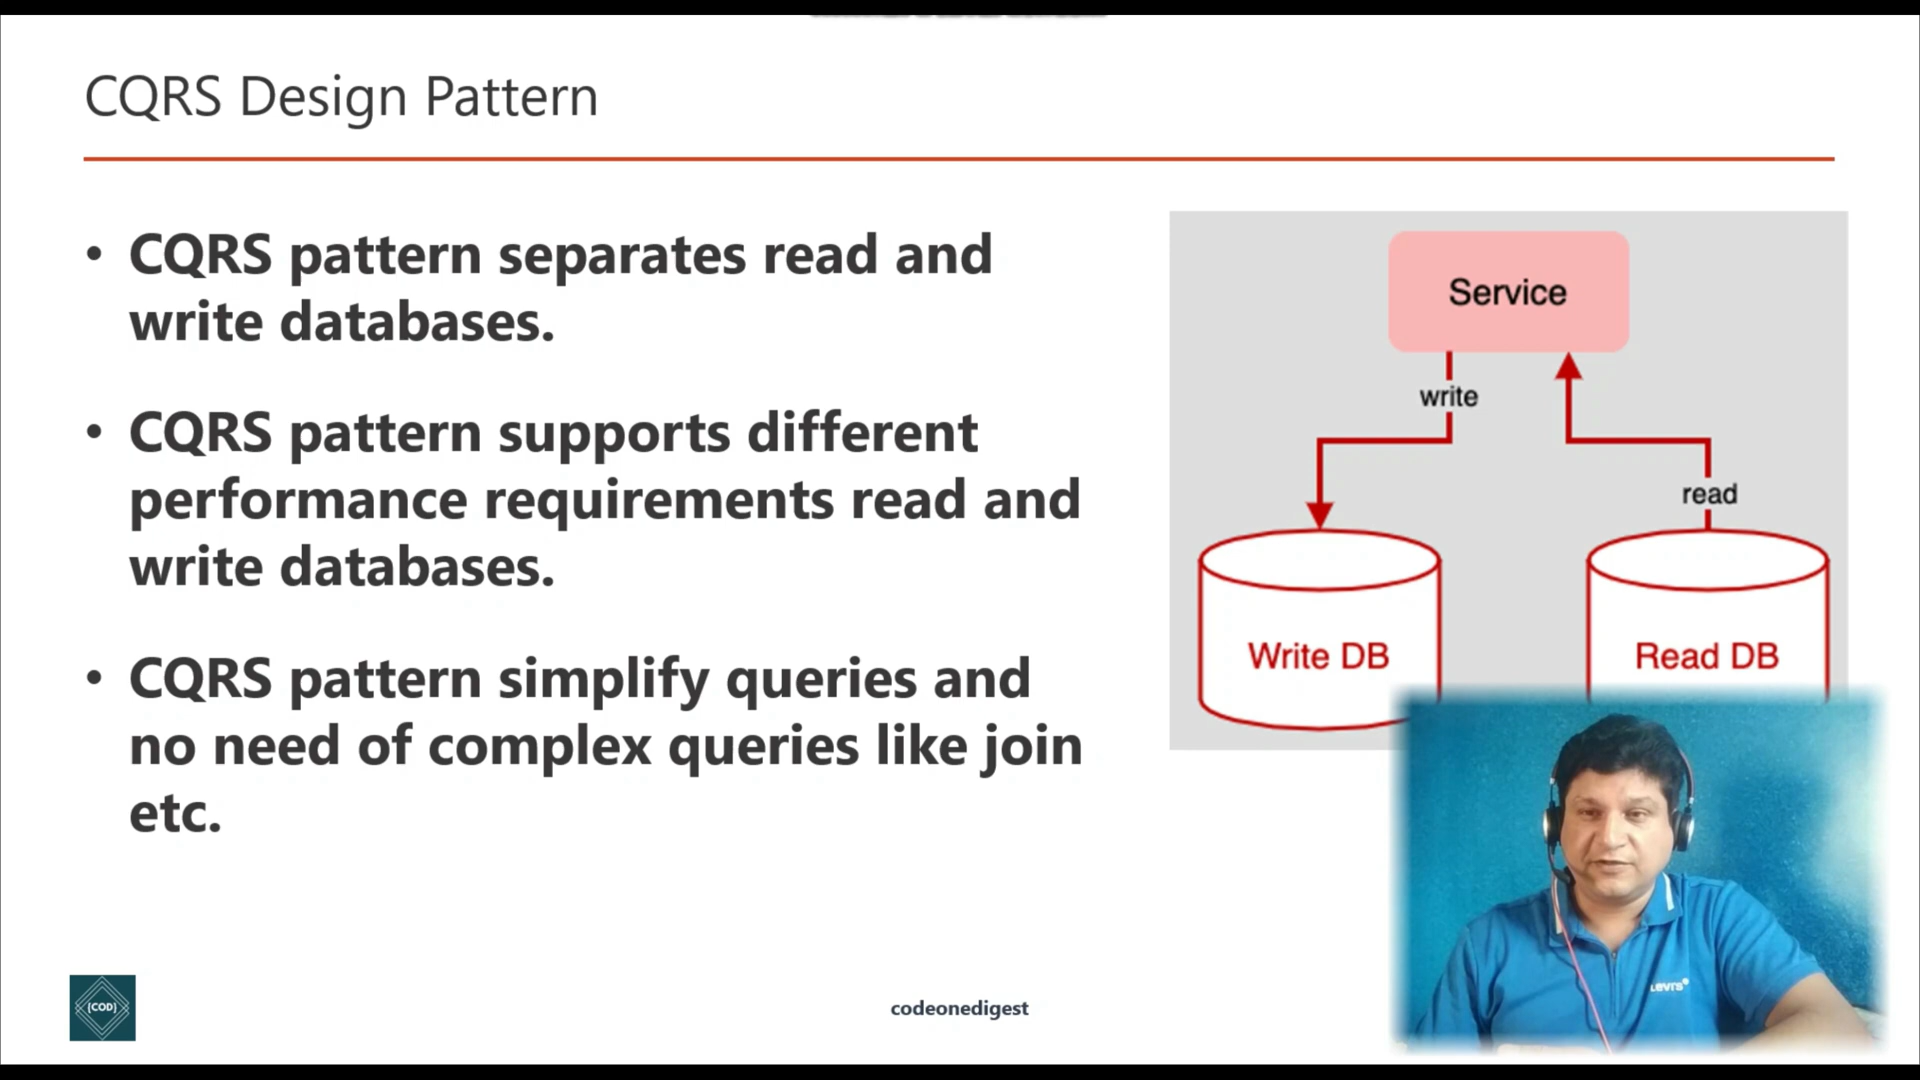 CQRS Design Pattern
• CQRS pattern separates read and
write databases.
• CQRS pattern supports different
performance requirements read and
write databases.
• CQRS pattern simplify queries and
no need of complex queries like join
etc.
Service
write
read
Write DB
Read DB
Levi's®
{COD}
codeonedigest